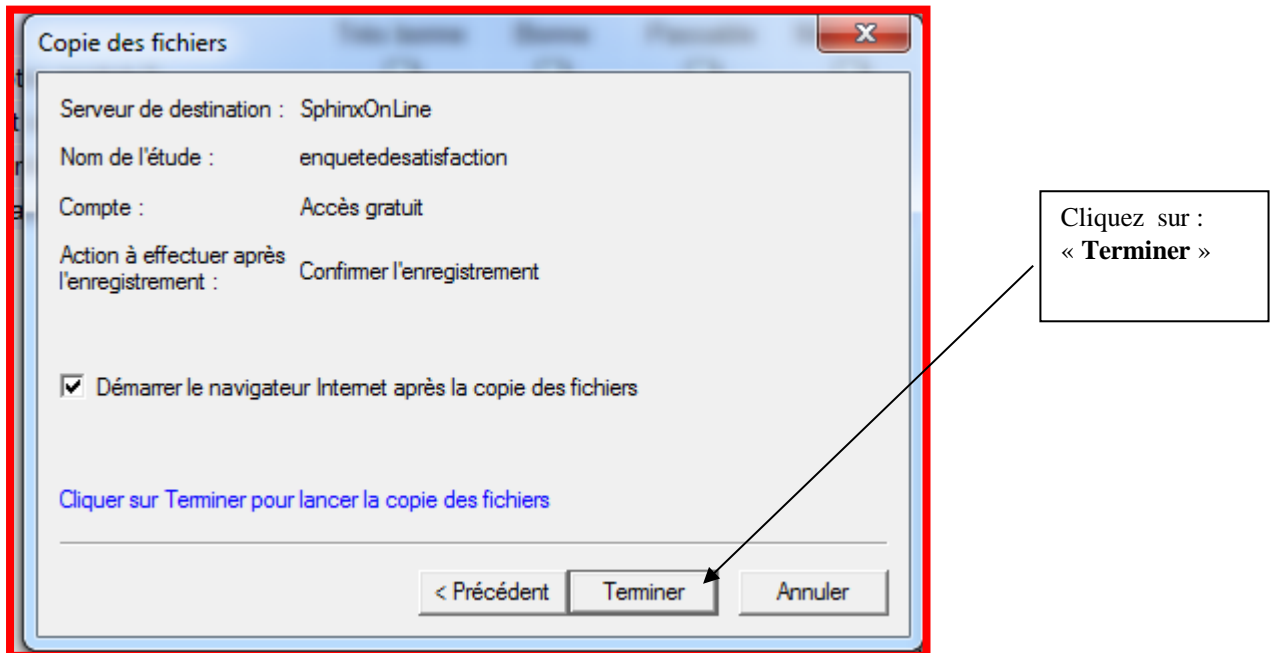 Copie des fichiers
Serveur de destination : SphinxOnLine
Nom de l'étude : enquetedesatisfaction
Compte : Accès gratuit
Action à effectuer après
l'enregistrement : Confirmer l'enregistrement
Démarrer le navigateur Internet après la copie des fichiers
Cliquer sur Terminer pour lancer la copie des fichiers
< Précédent Terminer Annuler
Cliquez sur :
« Terminer »